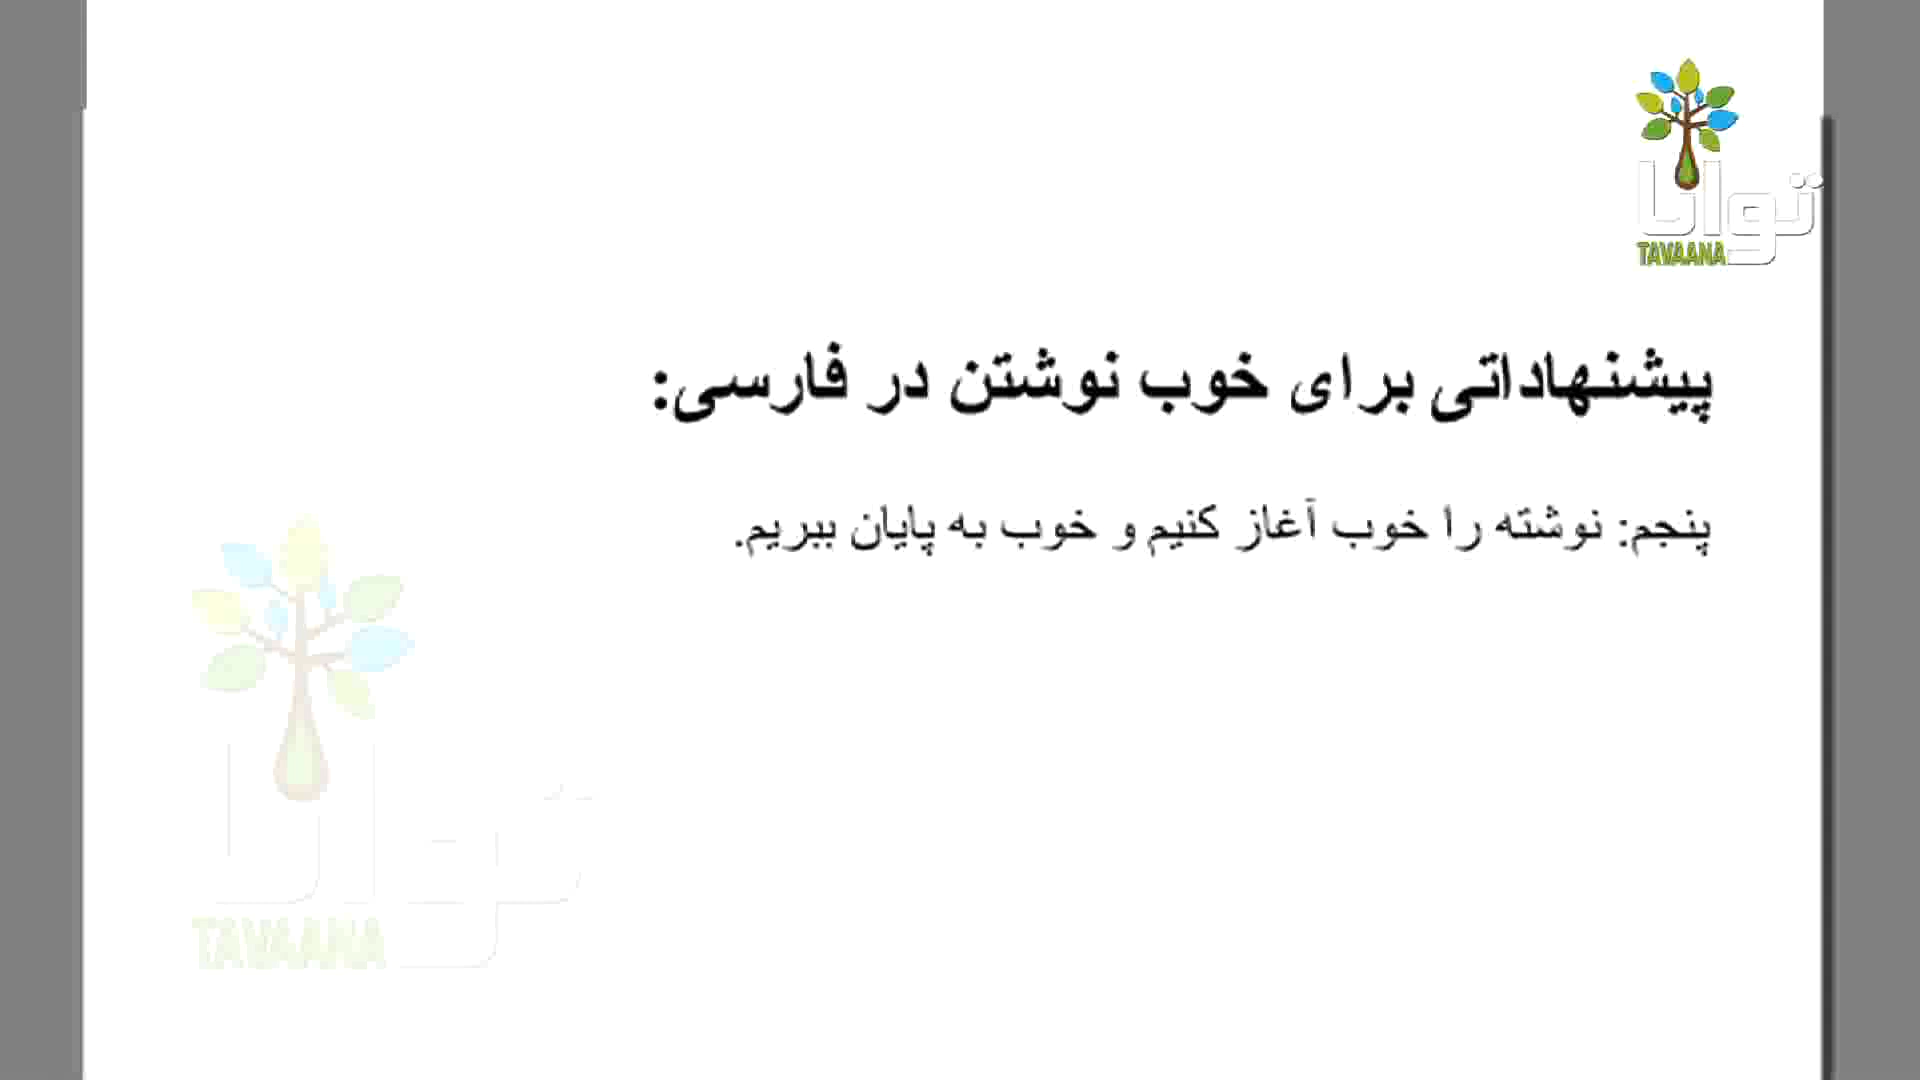 توانا
TAVAANA
پیشنهاداتی برای خوب نوشتن در فارسی:
پنجم: نوشته را خوب آغاز کنیم و خوب به پایان ببریم.
توانا
TAVAANA